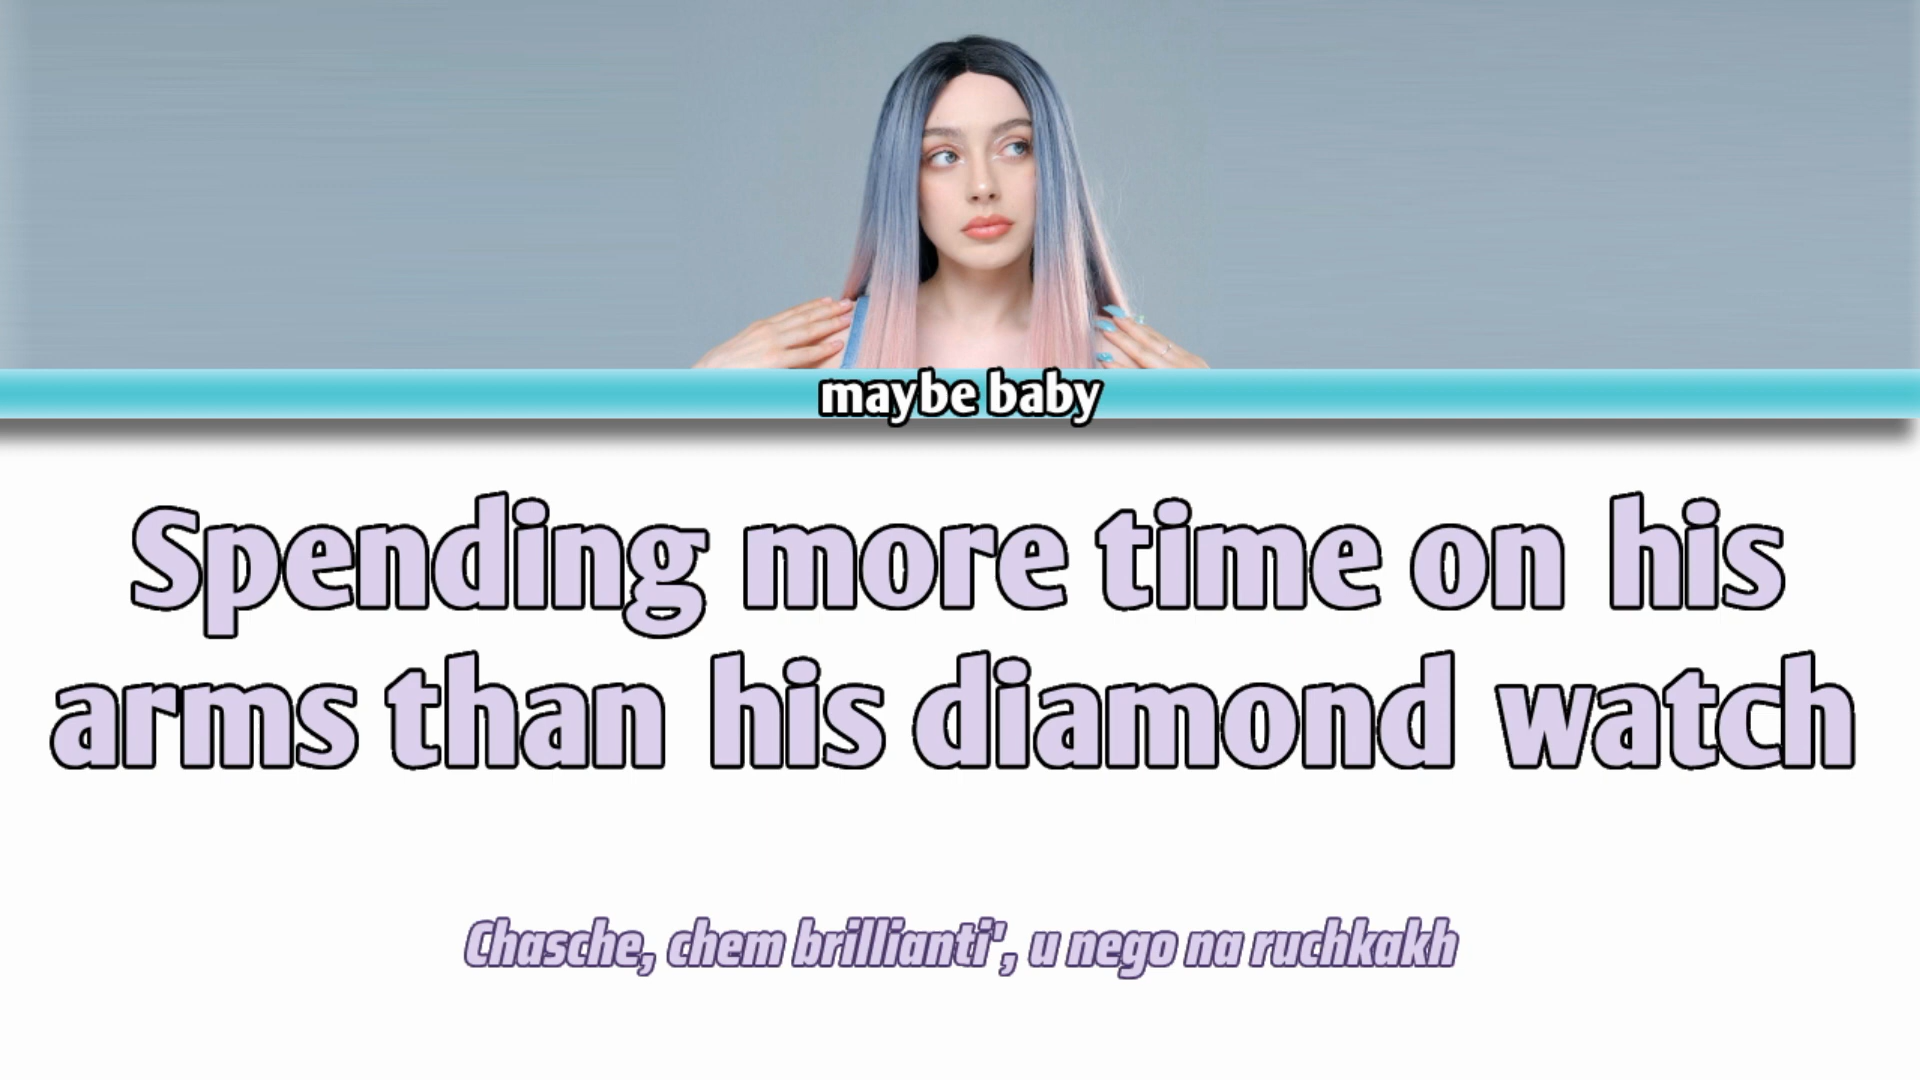 maybe baby
Spending more time on his
arms than his diamond watch
Chasche, chem brillianti', u nego na ruchkakh